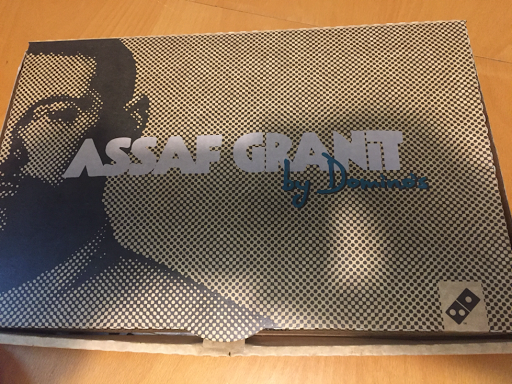 ASSAF GRANiT
by Domino's